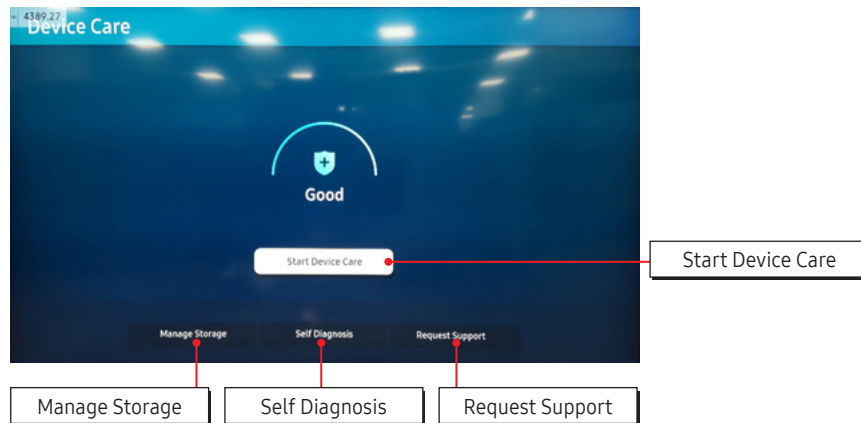 4389.27
Device Care
Good
Start Device Care
Start Device Care
Manage Storage
Self Diagnosis
Request Support
Manage Storage
Self Diagnosis
Request Support